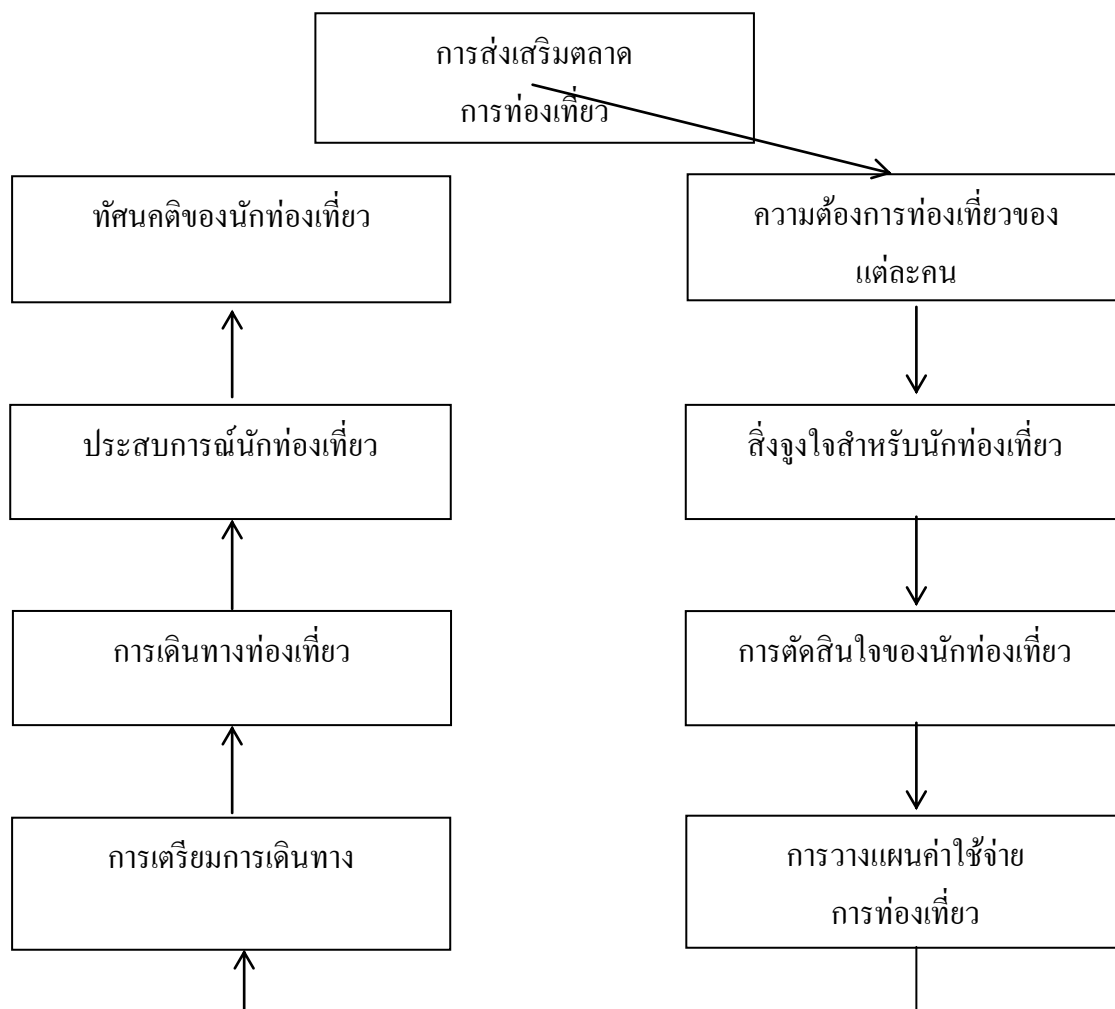 การส่งเสริมตลาด
การท่องเที่ยว
ทัศนคติของนักท่องเที่ยว
ความต้องการท่องเที่ยวของ
แต่ละคน
ประสบการณ์นักท่องเที่ยว
สิ่งจูงใจสำหรับนักท่องเที่ยว
การเดินทางท่องเที่ยว
การตัดสินใจของนักท่องเที่ยว
การเตรียมการเดินทาง
การวางแผนค่าใช้จ่าย
การท่องเที่ยว